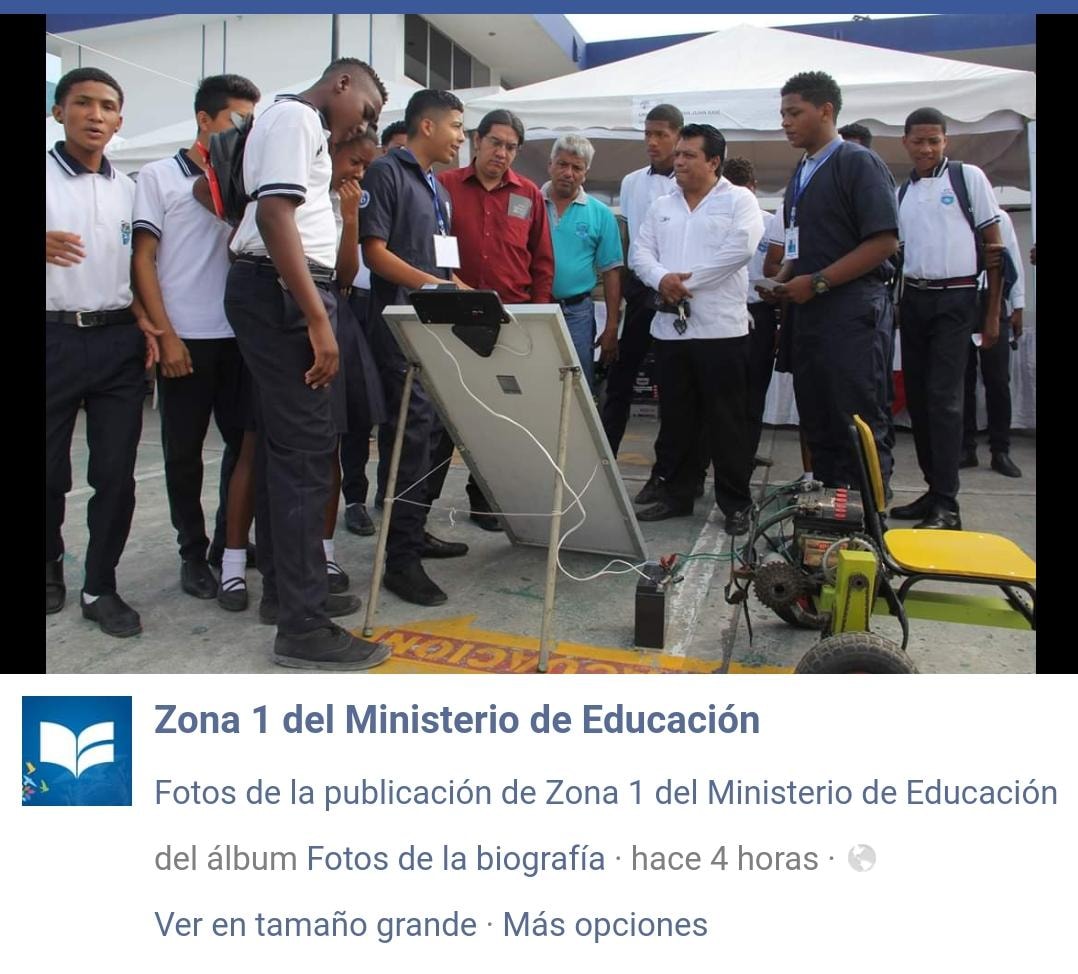 Zona 1 del Ministerio de Educación
Fotos de la publicación de Zona 1 del Ministerio de Educación
del álbum Fotos de la biografía · hace 4 horas ·
Ver en tamaño grande · Más opciones